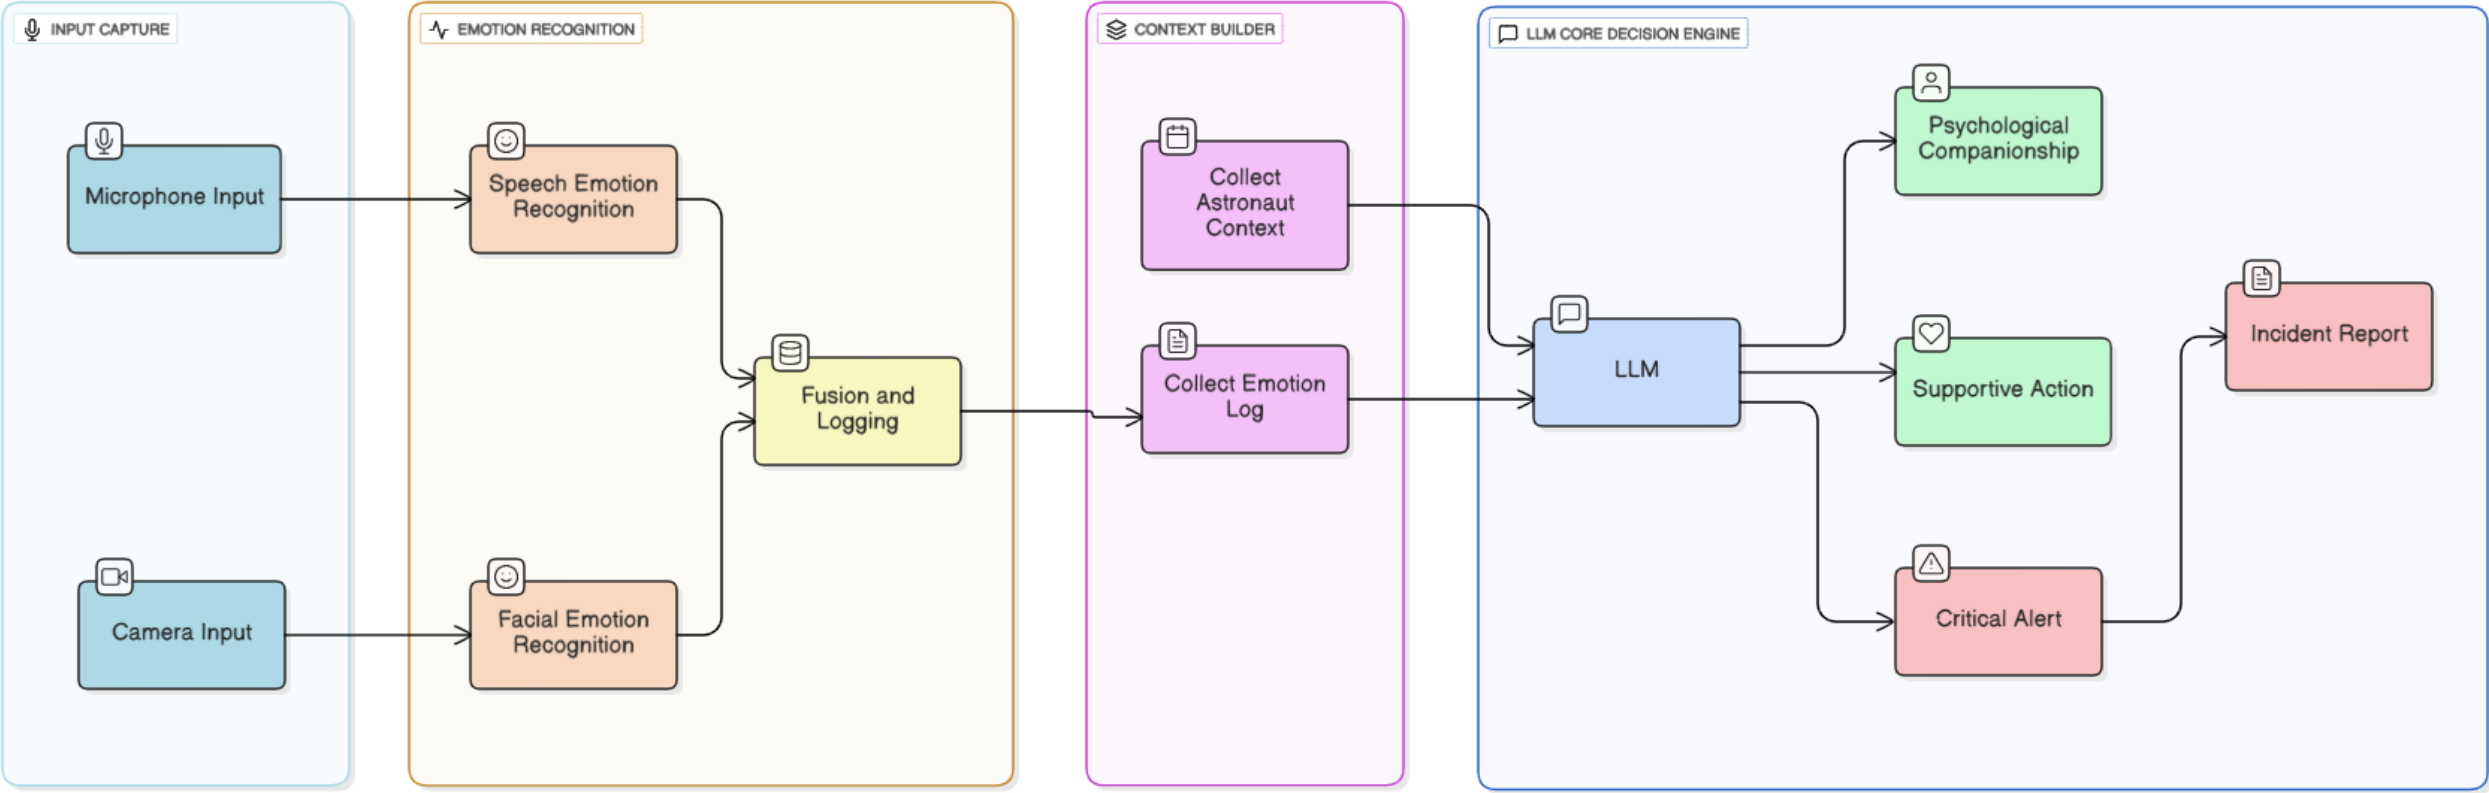 INPUT CAPTURE
Microphone Input
Camera Input
EMOTION RECOGNITION
Speech Emotion
Recognition
Facial Emotion
Recognition
Fusion and
Logging
CONTEXT BUILDER
Collect
Astronaut
Context
Collect Emotion
Log
LLM CORE DECISION ENGINE
LLM
Psychological
Companionship
Supportive Action
Critical Alert
Incident Report